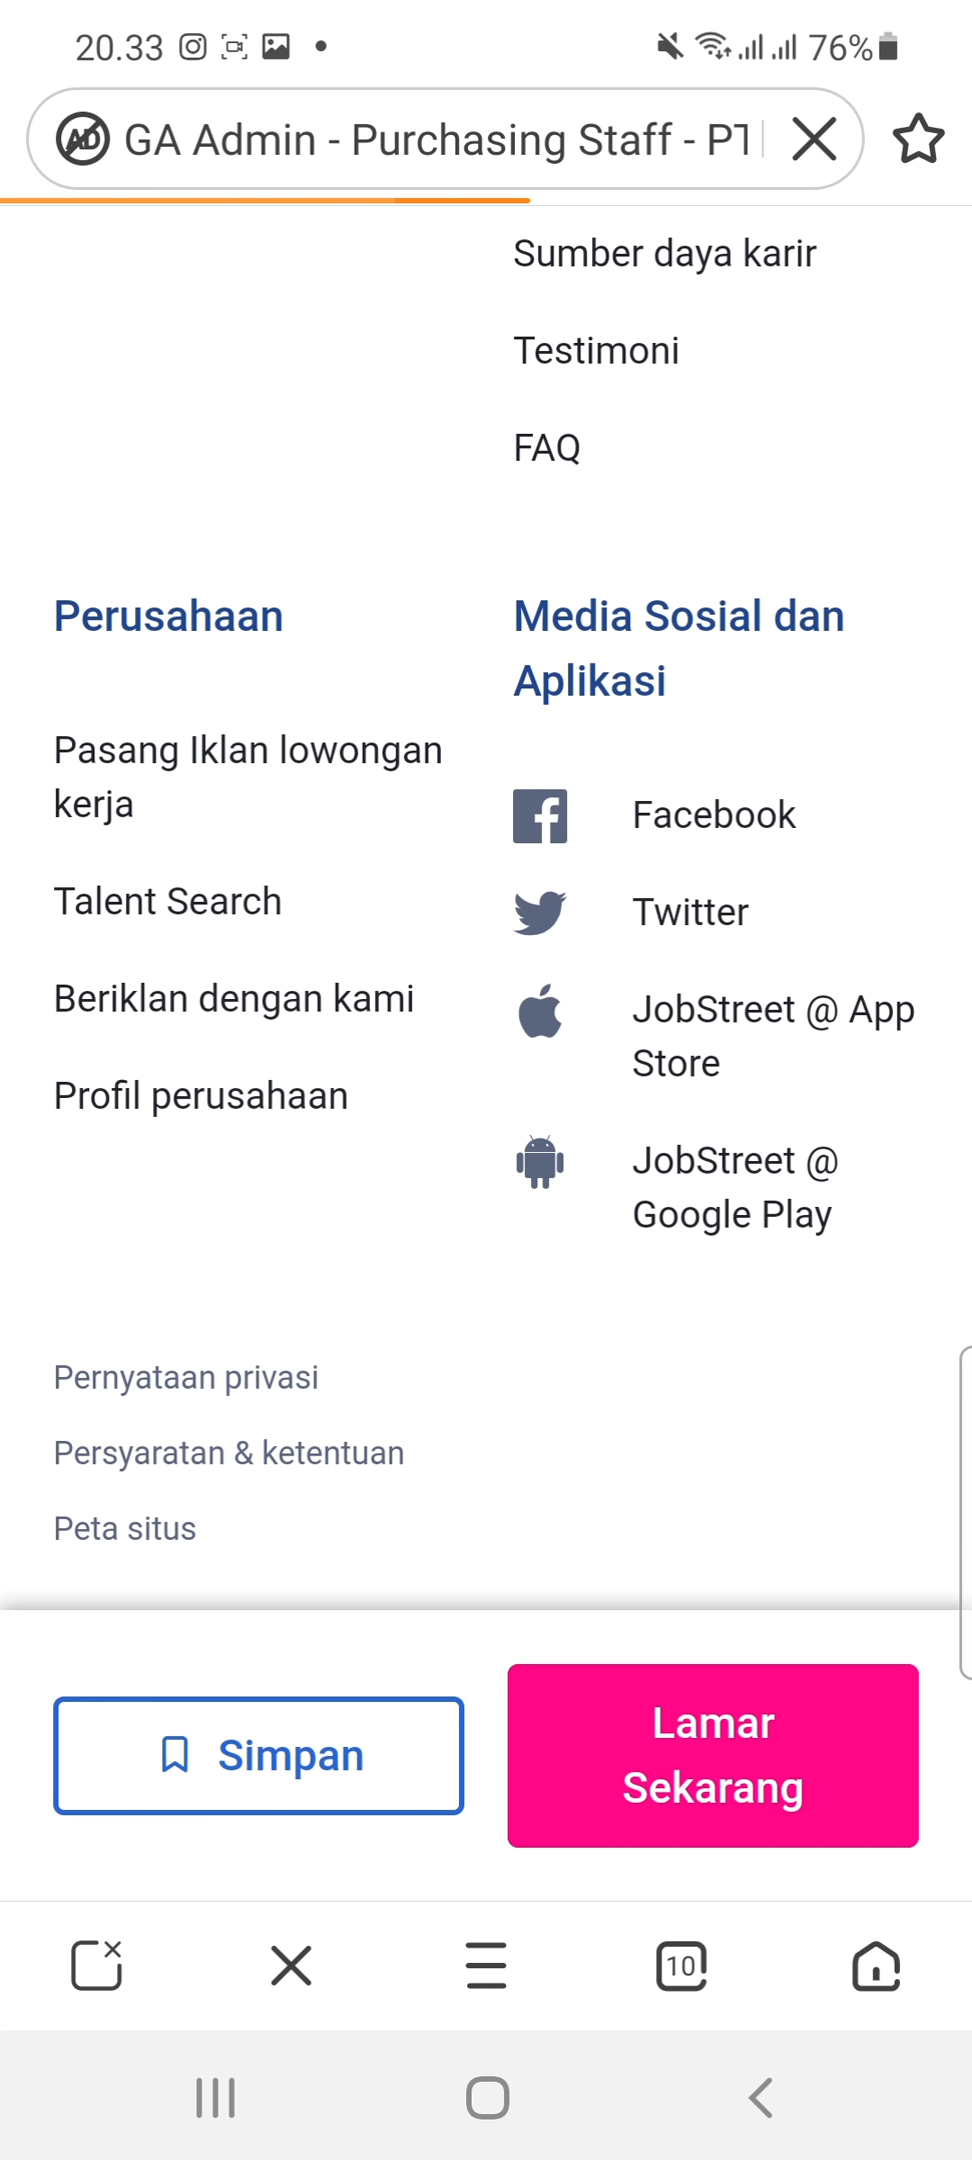 20.33
76%
GA Admin - Purchasing Staff - PT
Sumber daya karir
Testimoni
FAQ
Perusahaan
Pasang Iklan lowongan
kerja
Talent Search
Beriklan dengan kami
Profil perusahaan
Media Sosial dan
Aplikasi
Facebook
Twitter
JobStreet @ App
Store
JobStreet @
Google Play
Pernyataan privasi
Persyaratan & ketentuan
Peta situs
Simpan
Lamar
Sekarang
10